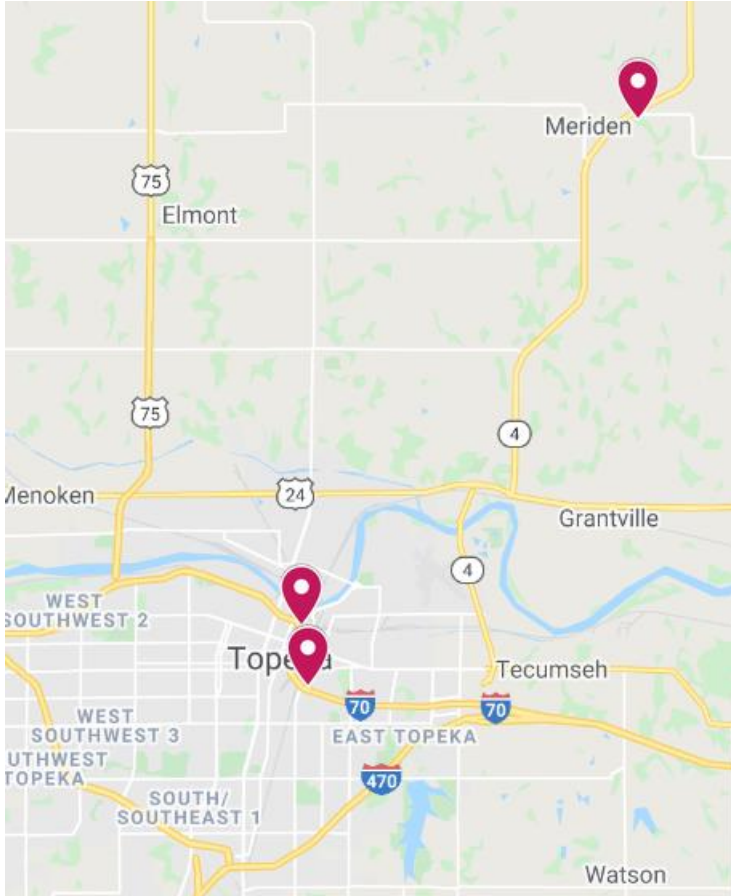 Meriden
75
Elmont
75
4
Menoken
24
Grantville
4
WEST
SOUTHWEST 2
Topeka
Tecumseh
70
70
WEST
SOUTHWEST 3
EAST TOPEKA
UTHWEST
TOPEKA
470
SOUTH/
SOUTHEAST 1
Watson